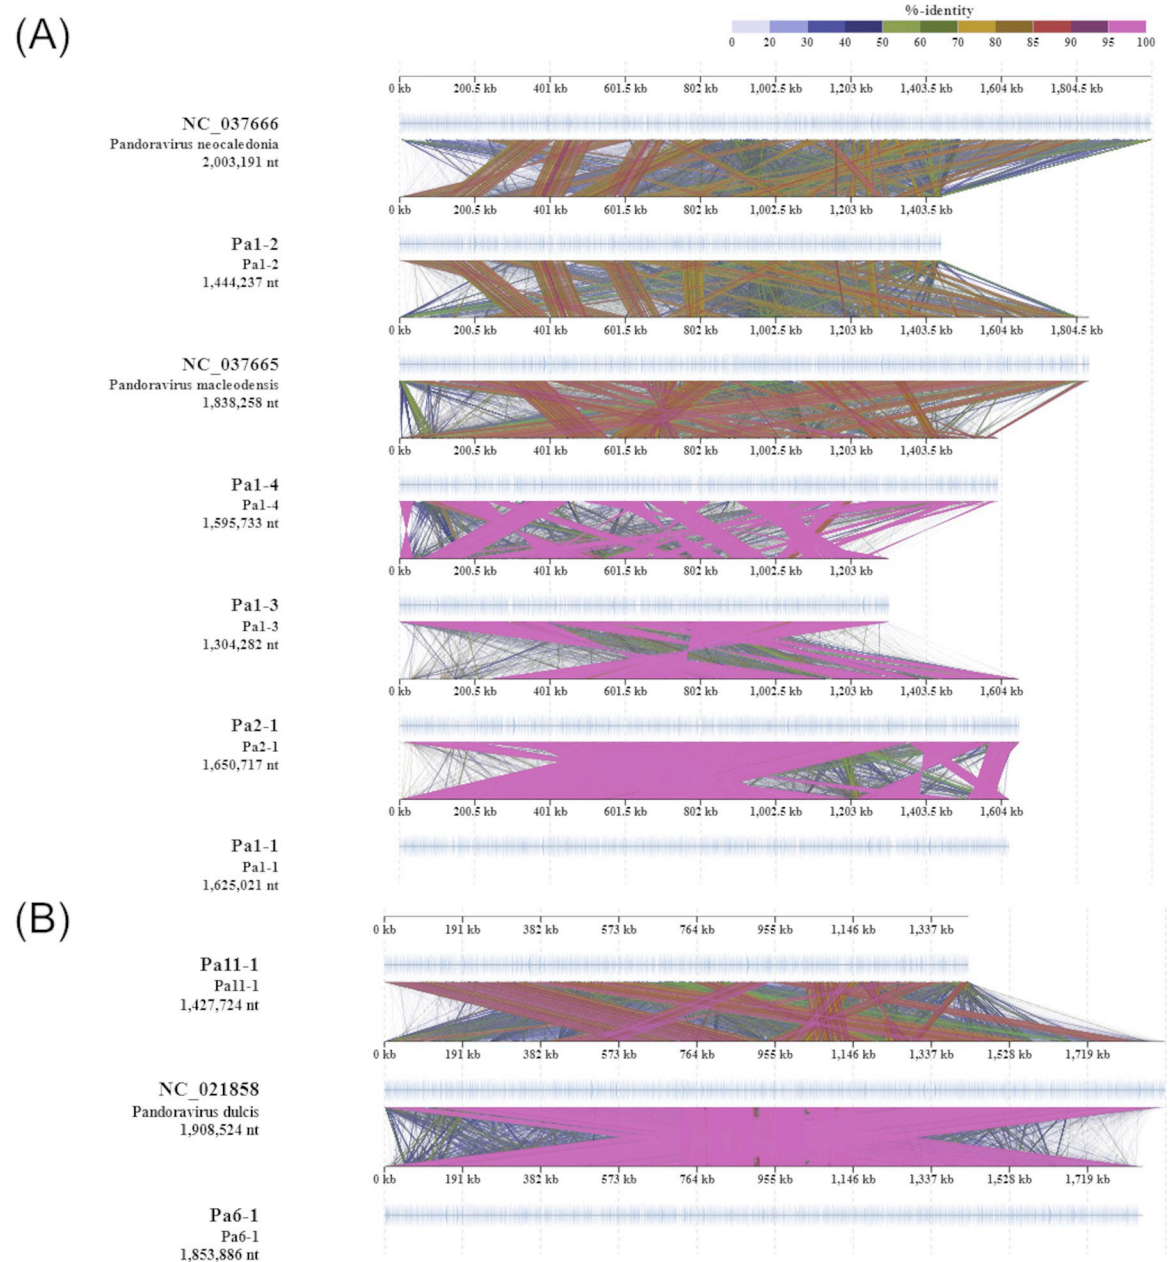 (A)
%-identity
0 20 30 40 50 60 70 80 85 90 95 100
0 kb 200.5 kb 401 kb 601.5 kb 802 kb 1,002.5 kb 1,203 kb 1,403.5 kb 1,604 kb 1,804.5 kb
NC_037666
Pandoravirus neocaledonia
2,003,191 nt
0 kb 200.5 kb 401 kb 601.5 kb 802 kb 1,002.5 kb 1,203 kb 1,403.5 kb
Pa1-2
Pa1-2
1,444,237 nt
0 kb 200.5 kb 401 kb 601.5 kb 802 kb 1,002.5 kb 1,203 kb 1,403.5 kb 1,604 kb 1,804.5 kb
NC_037665
Pandoravirus macleodensis
1,838,258 nt
0 kb 200.5 kb 401 kb 601.5 kb 802 kb 1,002.5 kb 1,203 kb 1,403.5 kb
Pa1-4
Pa1-4
1,595,733 nt
0 kb 200.5 kb 401 kb 601.5 kb 802 kb 1,002.5 kb 1,203 kb
Pa1-3
Pa1-3
1,304,282 nt
0 kb 200.5 kb 401 kb 601.5 kb 802 kb 1,002.5 kb 1,203 kb 1,403.5 kb 1,604 kb
Pa2-1
Pa2-1
1,650,717 nt
0 kb 200.5 kb 401 kb 601.5 kb 802 kb 1,002.5 kb 1,203 kb 1,403.5 kb 1,604 kb
Pa1-1
Pa1-1
1,625,021 nt
(B)
0 kb 191 kb 382 kb 573 kb 764 kb 955 kb 1,146 kb 1,337 kb
Pa11-1
Pa11-1
1,427,724 nt
0 kb 191 kb 382 kb 573 kb 764 kb 955 kb 1,146 kb 1,337 kb 1,528 kb 1,719 kb
NC_021858
Pandoravirus dulcis
1,908,524 nt
0 kb 191 kb 382 kb 573 kb 764 kb 955 kb 1,146 kb 1,337 kb 1,528 kb 1,719 kb
Pa6-1
Pa6-1
1,853,886 nt